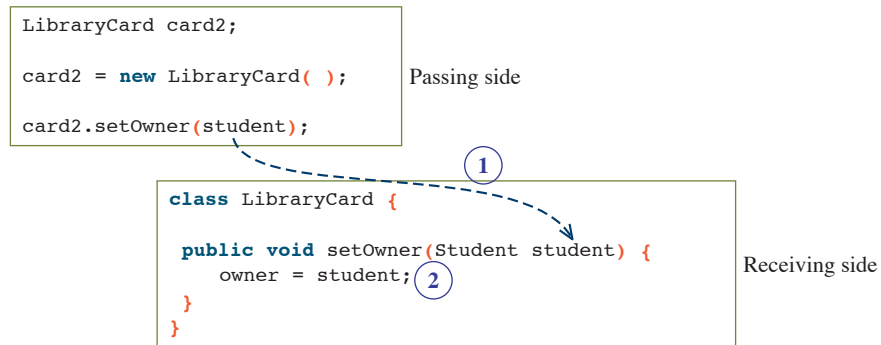 LibraryCard card2;
card2 = new LibraryCard( );
card2.setOwner(student);
Passing side
1
class LibraryCard {
public void setOwner(Student student) {
owner = student;
2
}
}
Receiving side